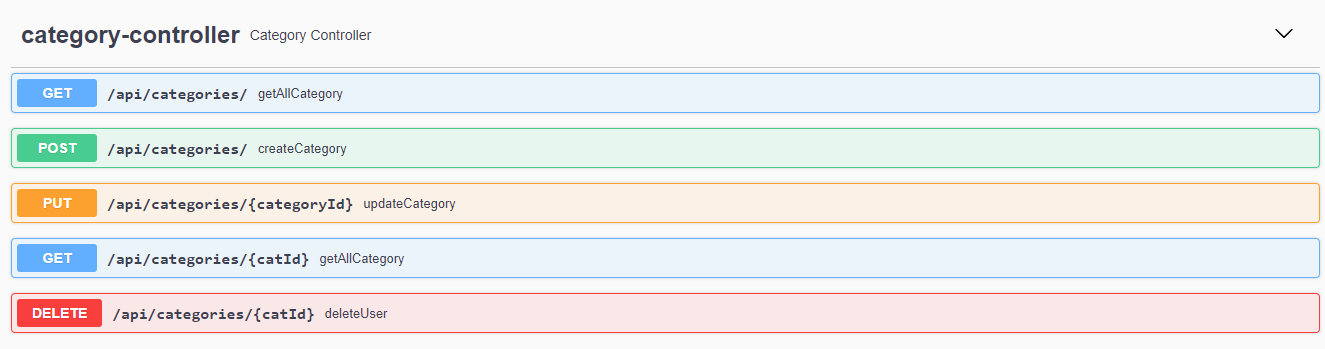 category-controller Category Controller
GET /api/categories/ getAllCategory
POST /api/categories/ createCategory
PUT /api/categories/{categoryId} updateCategory
GET /api/categories/{catId} getAllCategory
DELETE /api/categories/{catId} deleteUser